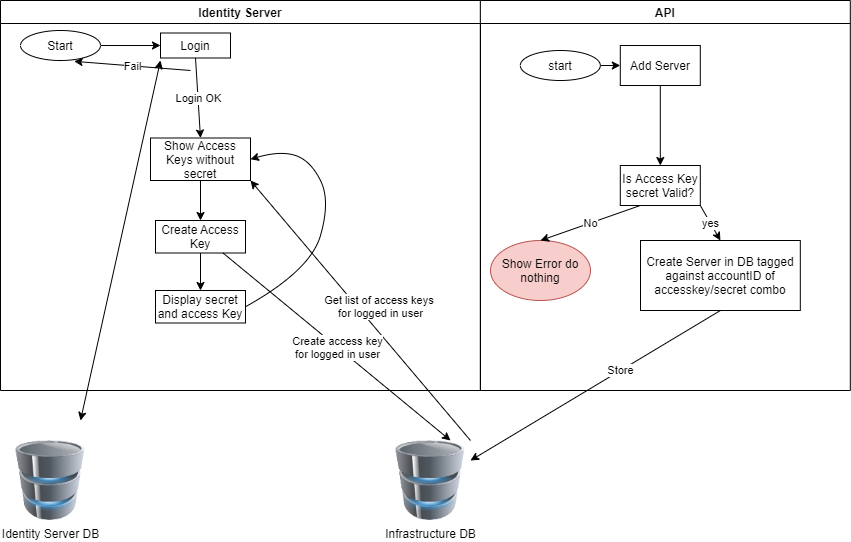 Identity Server
API
Start
Login
start
Add Server
Fail
Login OK
Show Access
Keys without
secret
Is Access Key
secret Valid?
No
yes
Create Access
Key
Show Error do
nothing
Create Server in DB tagged
against accountID of
accesskey/secret combo
Display secret
and access Key
Get list of access keys
for logged in user
Create access key
for logged in user
Store
Identity Server DB
Infrastructure DB